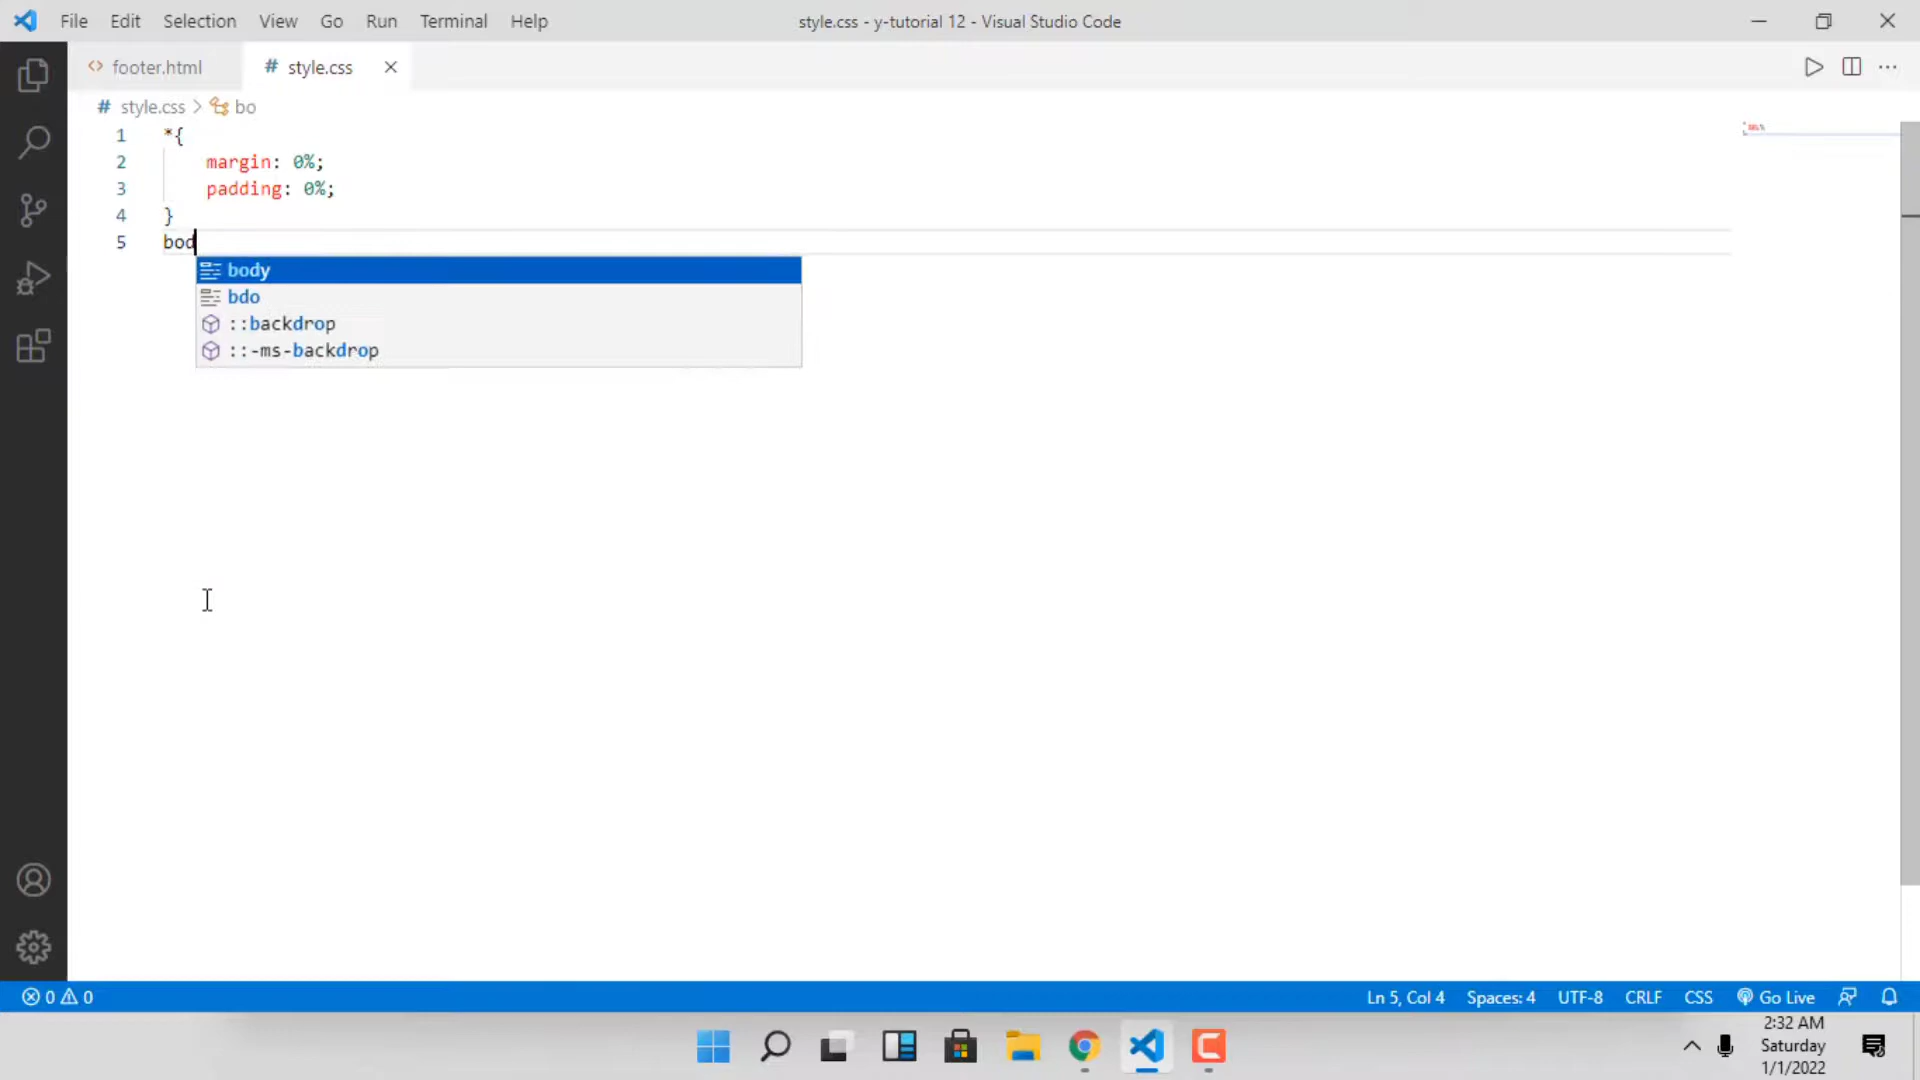 File Edit Selection View Go Run Terminal Help
style.css - y-tutorial 12 - Visual Studio Code
footer.html
# style.css
# style.css > bo
1 *{
2 margin: 0%;
3 padding: 0%;
4 }
5 bod
body
bdo
::backdrop
::-ms-backdrop
0 0
Ln 5, Col 4 Spaces: 4 UTF-8 CRLF CSS Go Live
2:32 AM
Saturday
1/1/2022